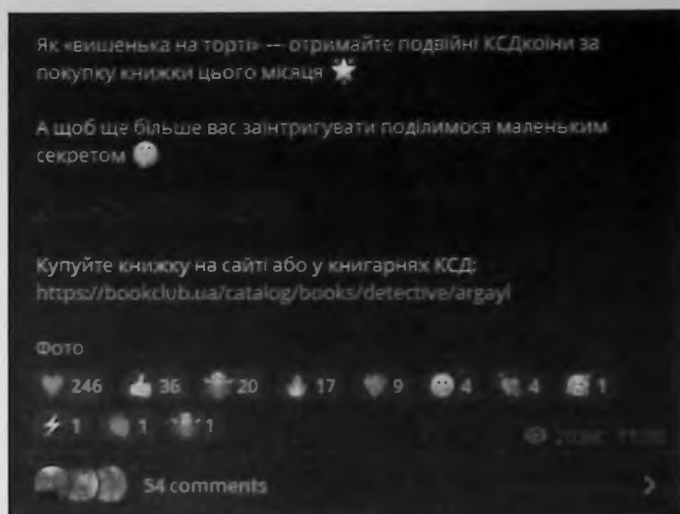 Як «вишенька на торті» — отримайте подвійні КСДкоїни за
покупку книжки цього місяця
А щоб ще більше вас заінтригувати поділимося маленьким
секретом
Купуйте книжку на сайті або у книгарнях КСД:
https://bookclub.ua/catalog/books/detective/argayl
Фото
246 36 20 17 9 4 4 1
1 1 1
54 comments